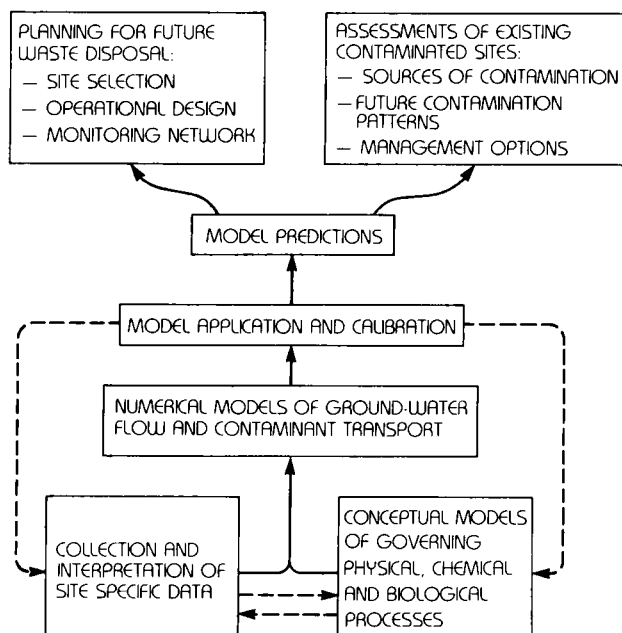 PLANNING FOR FUTURE
WASTE DISPOSAL:
— SITE SELECTION
— OPERATIONAL DESIGN
— MONITORING NETWORK
ASSESSMENTS OF EXISTING
CONTAMINATED SITES:
— SOURCES OF CONTAMINATION
— FUTURE CONTAMINATION
PATTERNS
— MANAGEMENT OPTIONS
MODEL PREDICTIONS
MODEL APPLICATION AND CALIBRATION
NUMERICAL MODELS OF GROUND-WATER
FLOW AND CONTAMINANT TRANSPORT
COLLECTION AND
INTERPRETATION OF
SITE SPECIFIC DATA
CONCEPTUAL MODELS
OF GOVERNING
PHYSICAL, CHEMICAL
AND BIOLOGICAL
PROCESSES